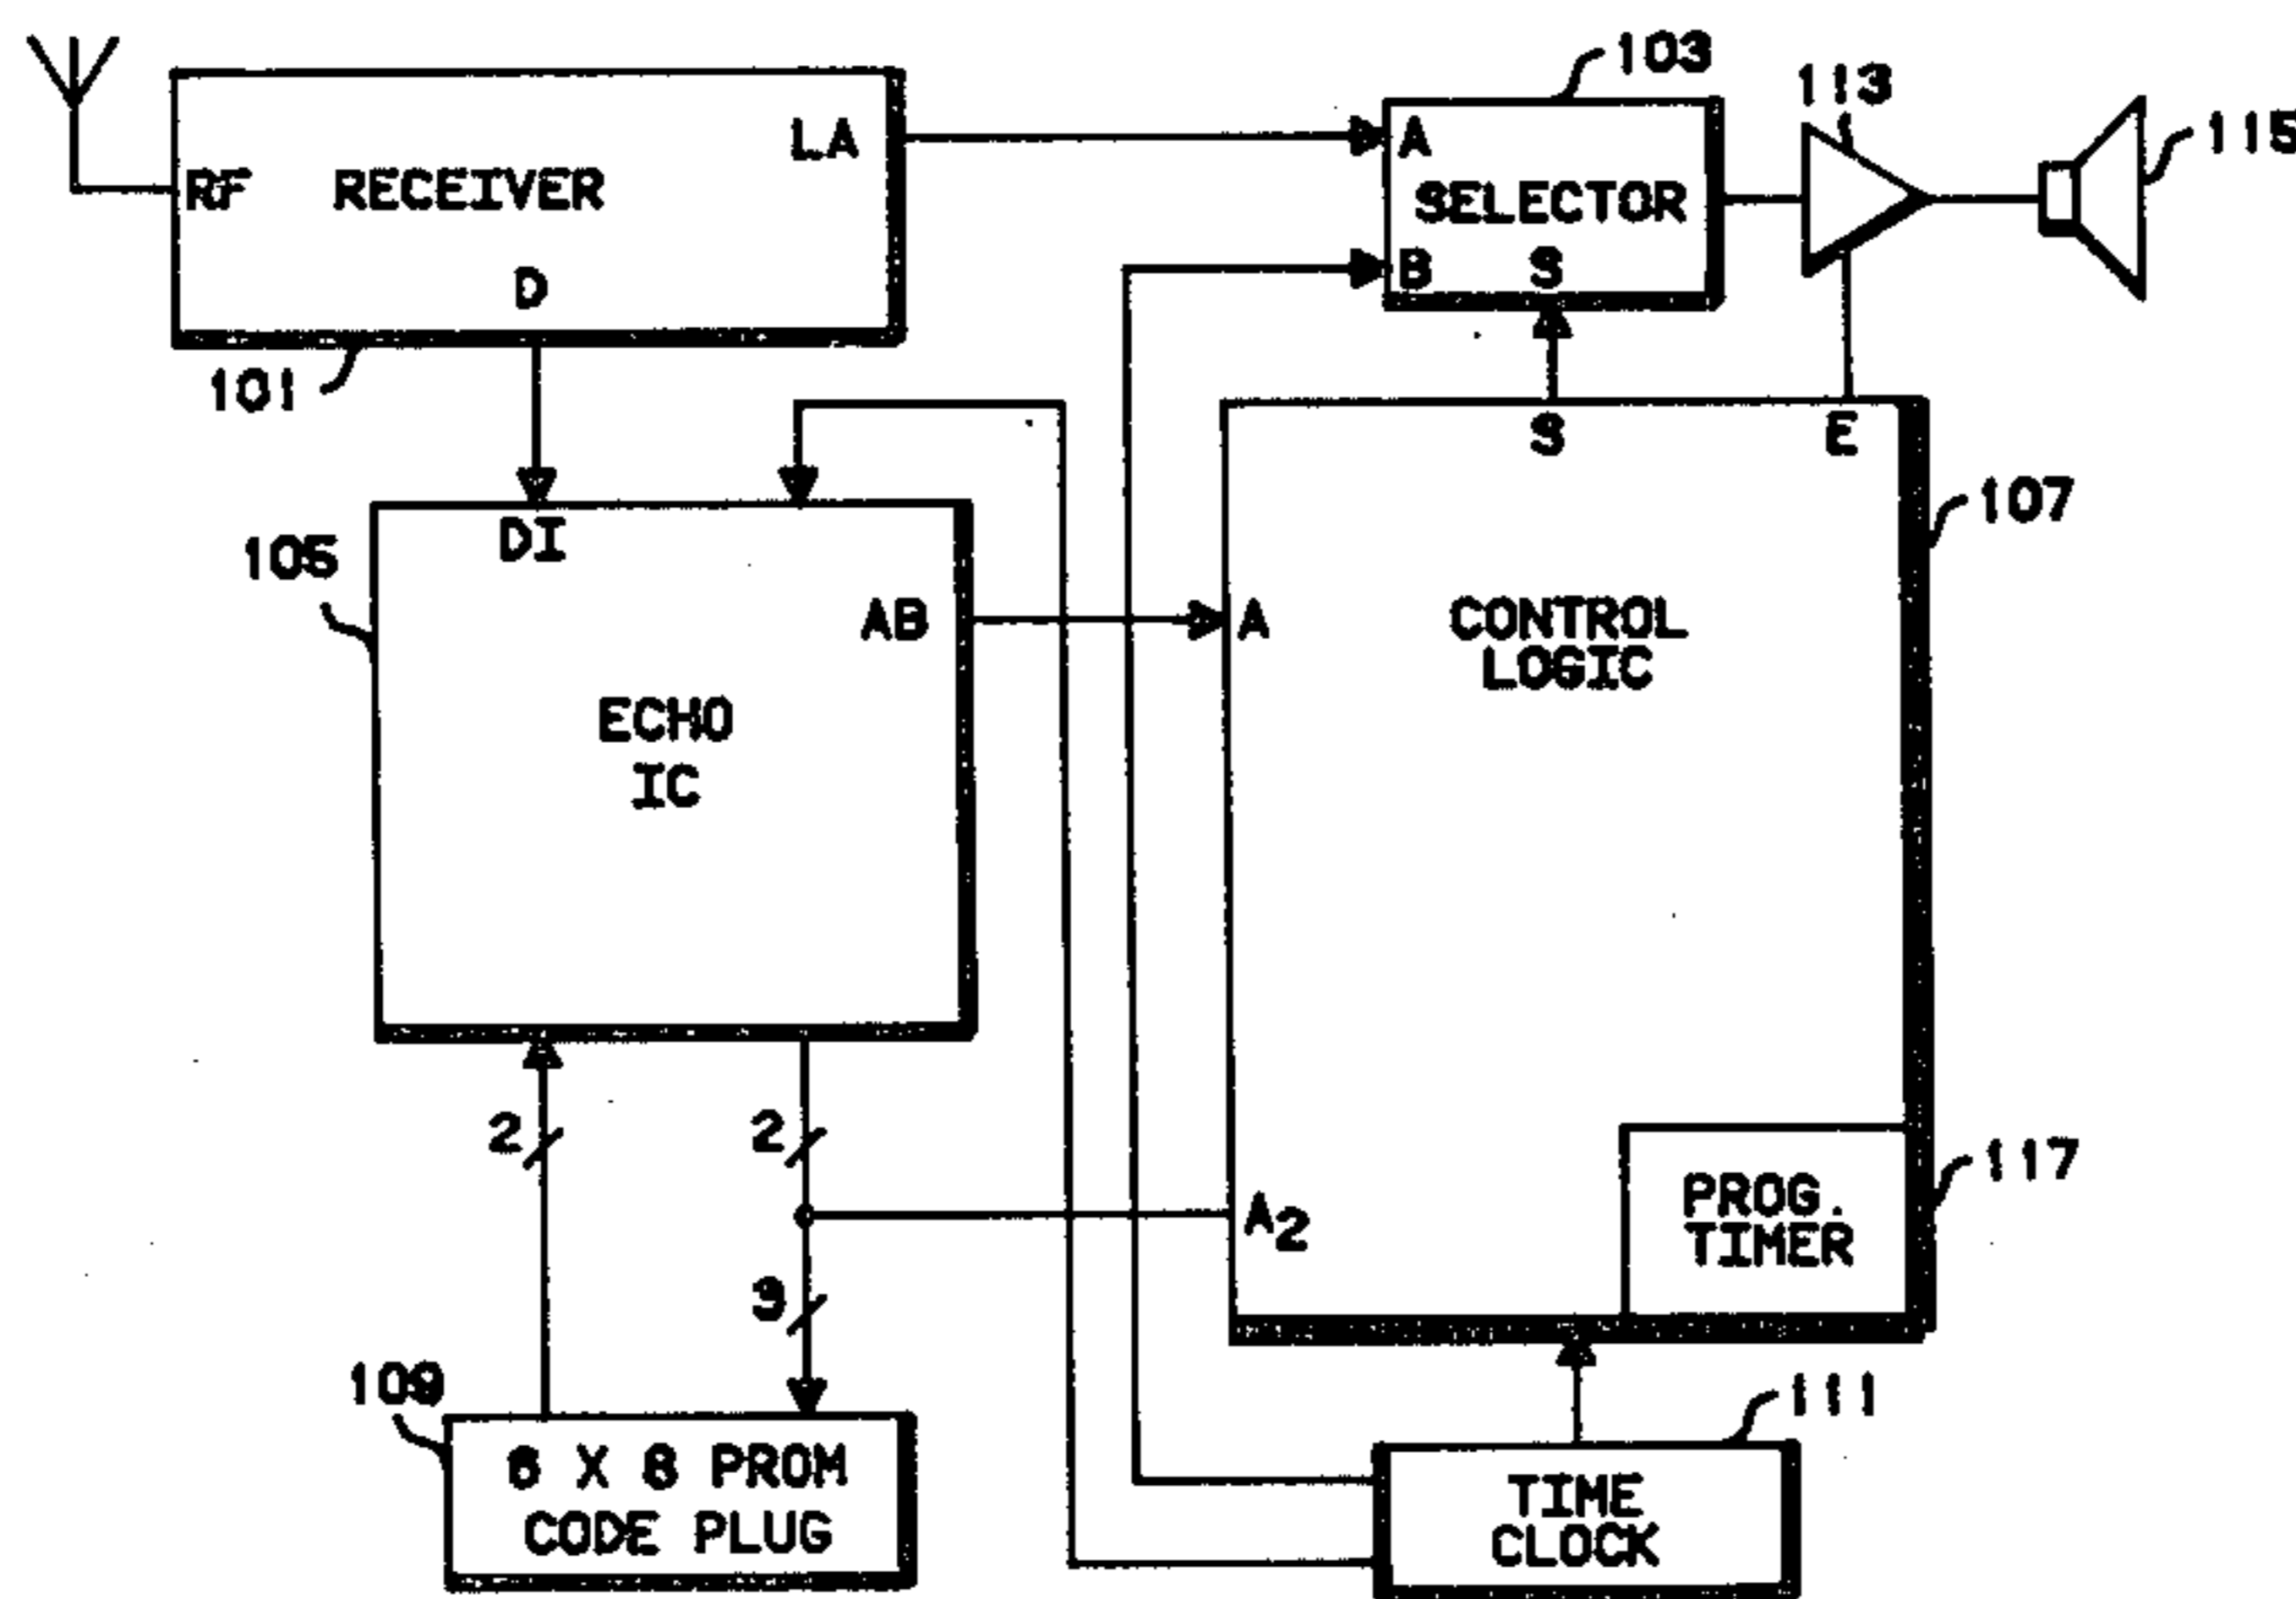 103
113
115
LA
A
RF
RECEIVER
SELECTOR
D
B
S
101
S
E
107
105
DI
AB
A
CONTROL
LOGIC
ECHO
IC
2
2
117
PROG.
TIMER
A2
3
109
111
6 X 8 PROM
CODE PLUG
TIME
CLOCK